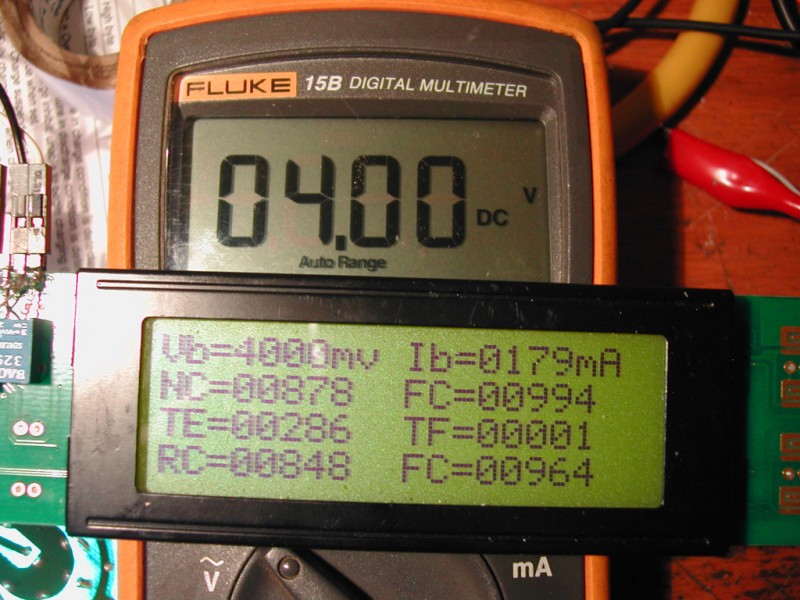 FLUKE 15B DIGITAL MULTIMETER
04.00 DC V
Auto Range
Vb=4000mv Ib=0179mA
NC=00878 FC=00994
TE=00286 TF=00001
RC=00848 FC=00964
V
mA